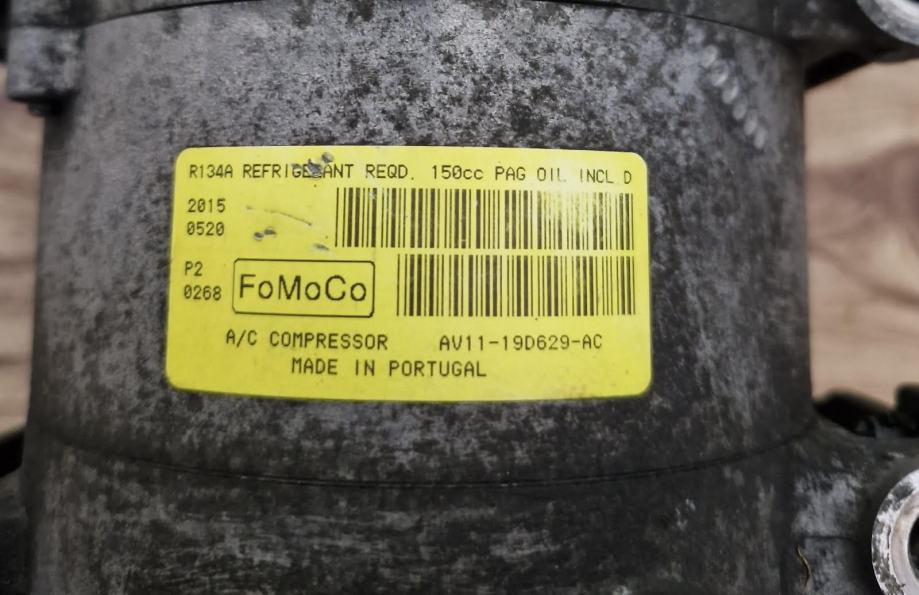 R134A REFRIGERANT REQD. 150cc PAG OIL INCL.D
2015
0520
P2
0268
FoMoCo
A/C COMPRESSOR AV11-19D629-AC
MADE IN PORTUGAL